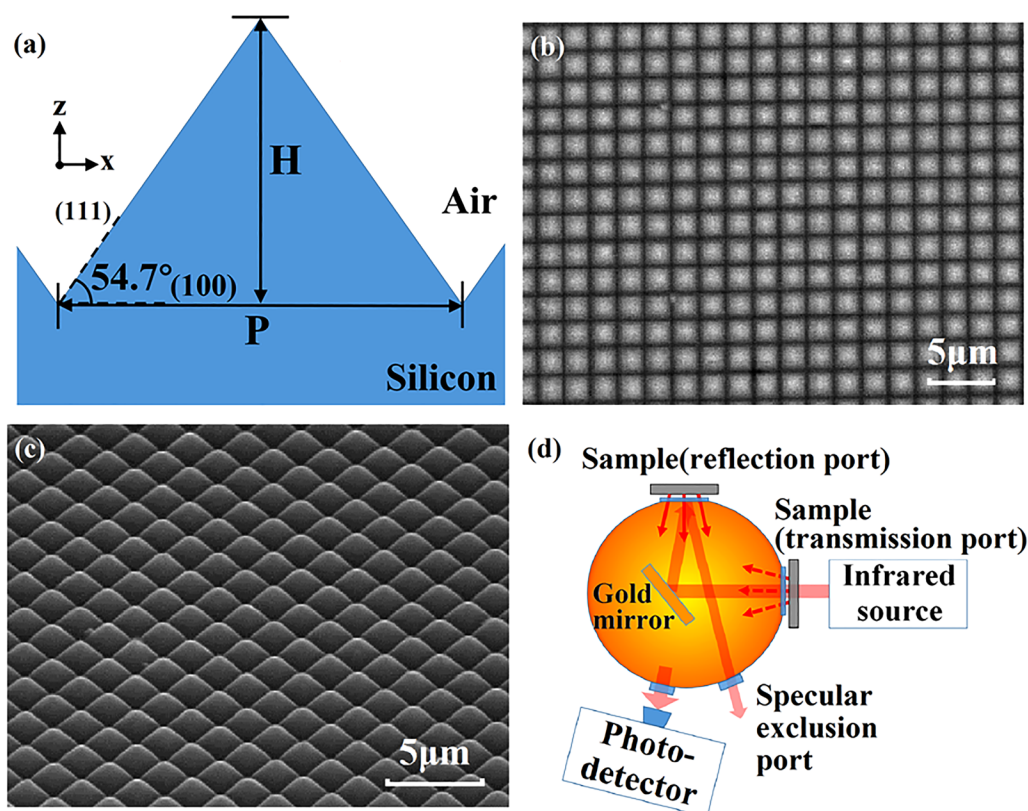 (a)
z
x
H
(111)
Air
54.7°
(100)
P
Silicon
(b)
5μm
(c)
5μm
(d)
Sample(reflection port)
Sample
(transmission port)
Gold
mirror
Infrared
source
Specular
exclusion
port
Photo-
detector